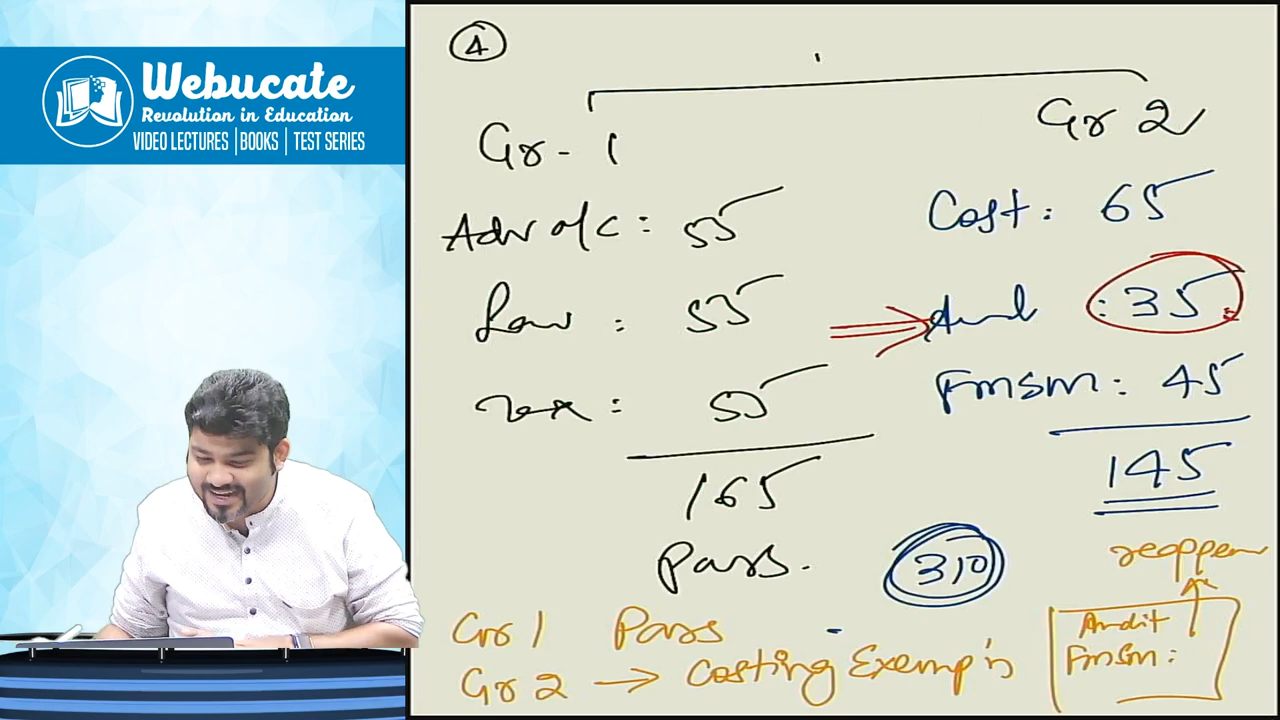 Webucate
Revolution in Education
VIDEO LECTURES | BOOKS | TEST SERIES
4
Gr - 1
Adv a/c : 55
Law : 55
Tax : 55
165
Pass.
Gr 2
Cost : 65
Aud : 35
FMSM : 45
145
310
reappear
Gr 1 Pass
Gr 2 → Costing Exemp'n
Audit
FMSM :